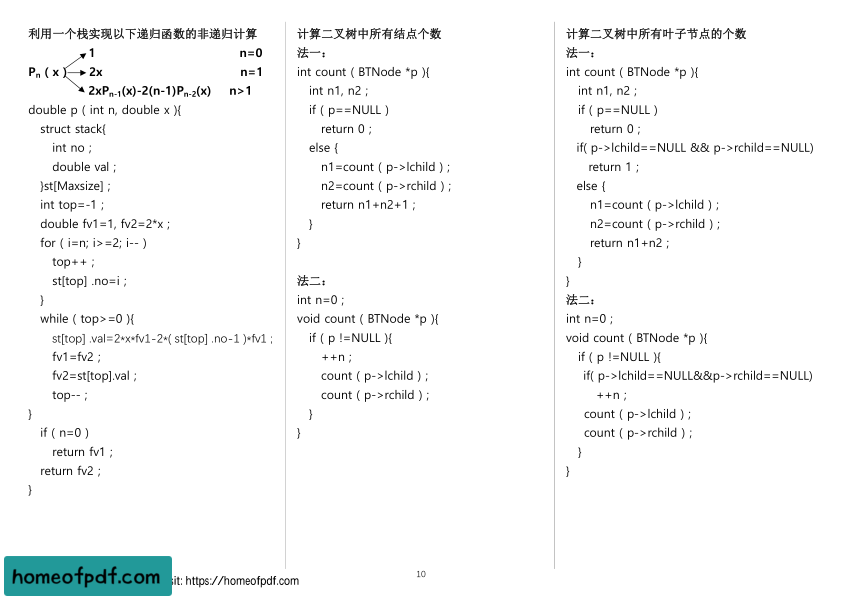 利用一个栈实现以下递归函数的非递归计算
1 n=0
Pn ( x ) 2x n=1
2xPn-1(x)-2(n-1)Pn-2(x) n>1
double p ( int n, double x ){
struct stack{
int no ;
double val ;
}st[Maxsize] ;
int top=-1 ;
double fv1=1, fv2=2*x ;
for ( i=n; i>=2; i-- )
top++ ;
st[top] .no=i ;
}
while ( top>=0 ){
st[top] .val=2*x*fv1-2*( st[top] .no-1 )*fv1 ;
fv1=fv2 ;
fv2=st[top].val ;
top-- ;
}
if ( n=0 )
return fv1 ;
return fv2 ;
}
计算二叉树中所有结点个数
法一：
int count ( BTNode *p ){
int n1, n2 ;
if ( p==NULL )
return 0 ;
else {
n1=count ( p->lchild ) ;
n2=count ( p->rchild ) ;
return n1+n2+1 ;
}
}
法二：
int n=0 ;
void count ( BTNode *p ){
if ( p !=NULL ){
++n ;
count ( p->lchild ) ;
count ( p->rchild ) ;
}
}
计算二叉树中所有叶子节点的个数
法一：
int count ( BTNode *p ){
int n1, n2 ;
if ( p==NULL )
return 0 ;
if( p->lchild==NULL && p->rchild==NULL)
return 1 ;
else {
n1=count ( p->lchild ) ;
n2=count ( p->rchild ) ;
return n1+n2 ;
}
}
法二：
int n=0 ;
void count ( BTNode *p ){
if ( p !=NULL ){
if( p->lchild==NULL&&p->rchild==NULL)
++n ;
count ( p->lchild ) ;
count ( p->rchild ) ;
}
}
10
homeofpdf.com
https://homeofpdf.com